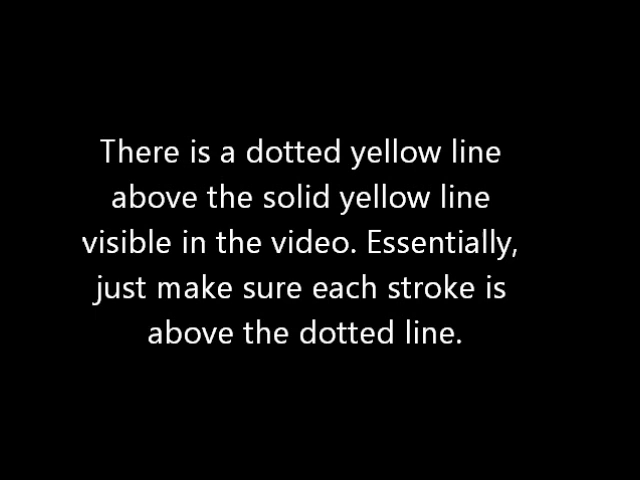 There is a dotted yellow line
above the solid yellow line
visible in the video. Essentially,
just make sure each stroke is
above the dotted line.